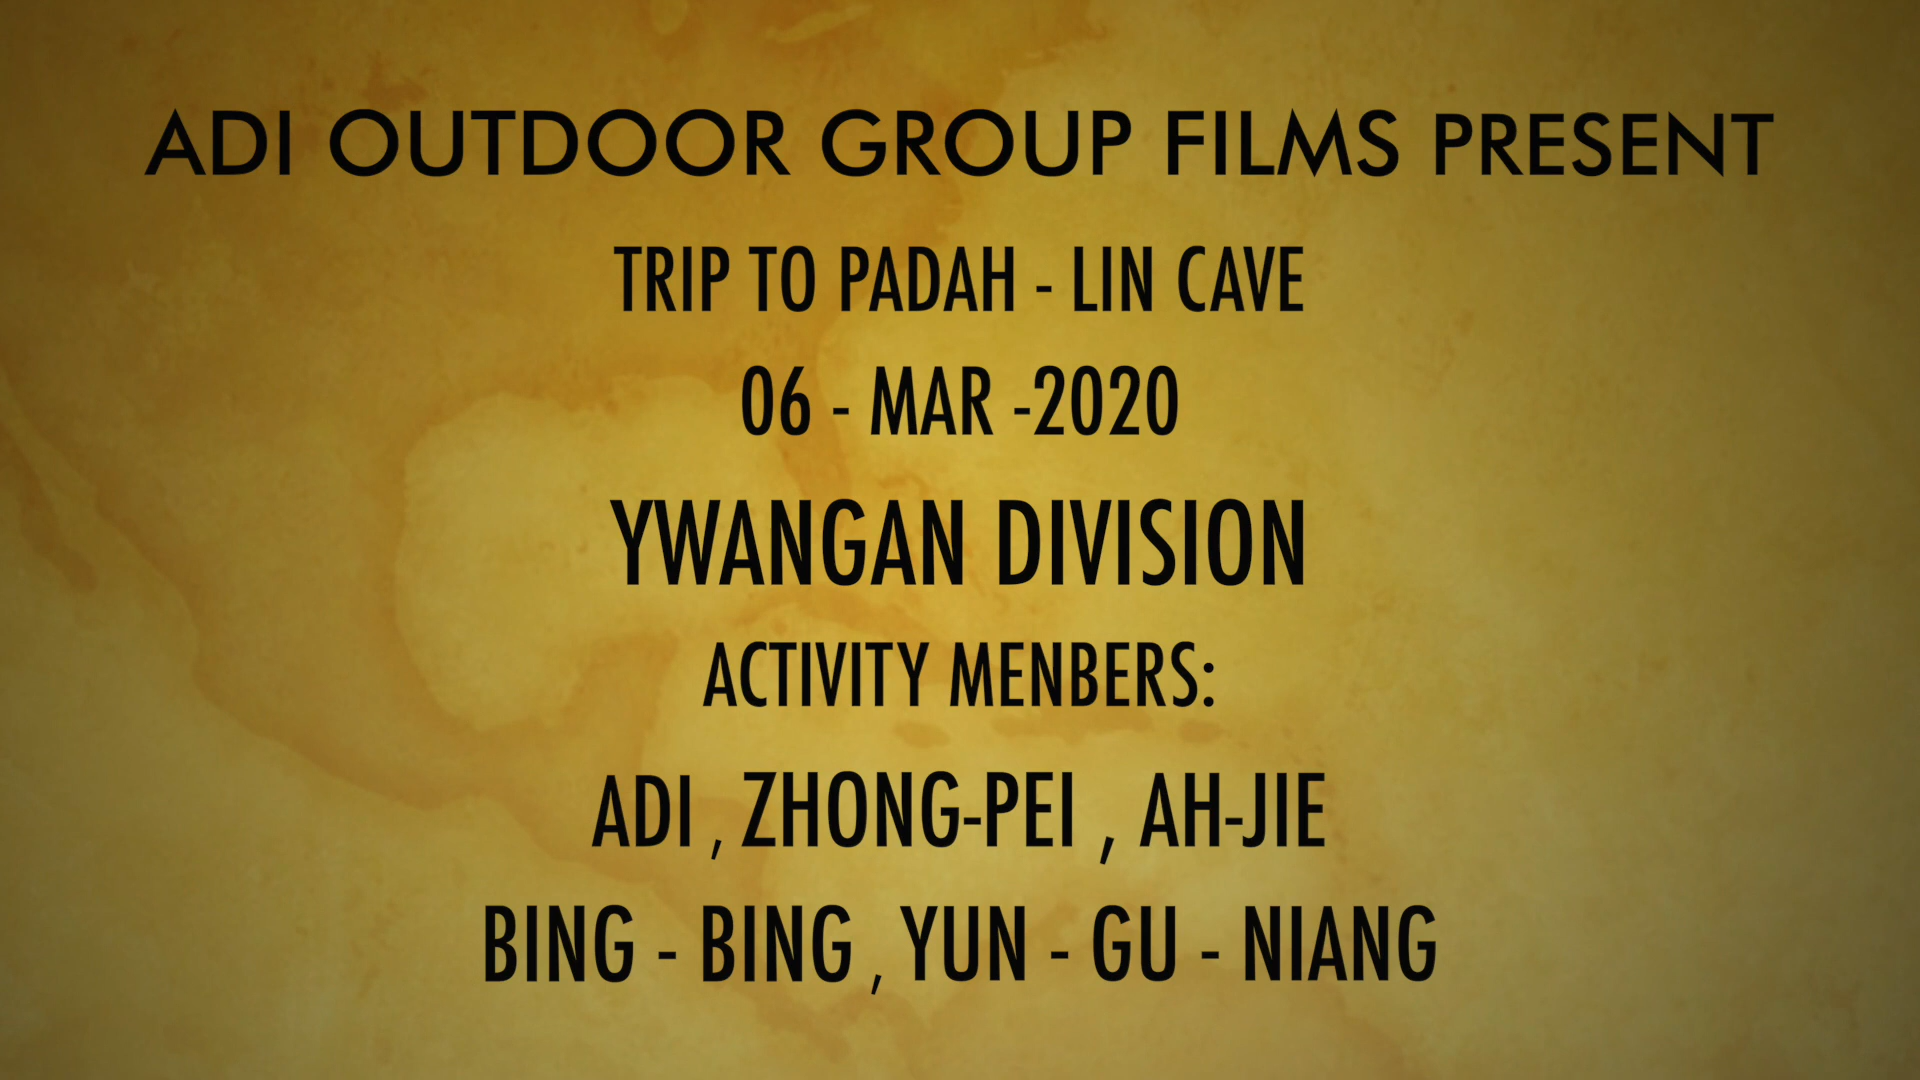 ADI OUTDOOR GROUP FILMS PRESENT
TRIP TO PADAH - LIN CAVE
06 - MAR -2020
YWANGAN DIVISION
ACTIVITY MENBERS:
ADI , ZHONG-PEI , AH-JIE
BING - BING , YUN - GU - NIANG